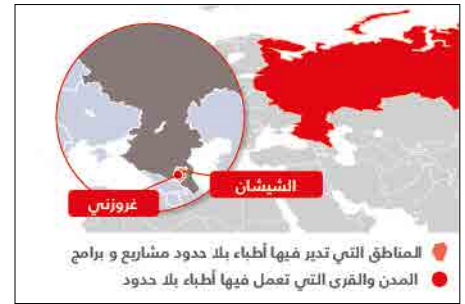 الشيشان
غروزني
المناطق التي تدير فيها أطباء بلا حدود مشاريع و برامج
المدن والقرى التي تعمل فيها أطباء بلا حدود